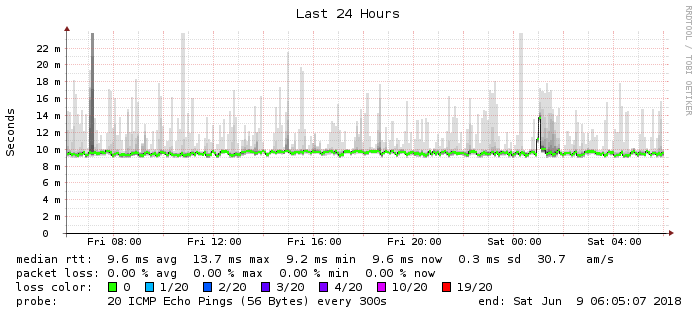 Last 24 Hours
RRDTOOL / TOBI OETIKER
Seconds
22 m
20 m
18 m
16 m
14 m
12 m
10 m
8 m
6 m
4 m
2 m
0
Fri 08:00 Fri 12:00 Fri 16:00 Fri 20:00 Sat 00:00 Sat 04:00
median rtt: 9.6 ms avg 13.7 ms max 9.2 ms min 9.6 ms now 0.3 ms sd 30.7 am/s
packet loss: 0.00 % avg 0.00 % max 0.00 % min 0.00 % now
loss color: 0 1/20 2/20 3/20 4/20 10/20 19/20
probe: 20 ICMP Echo Pings (56 Bytes) every 300s end: Sat Jun 9 06:05:07 2018